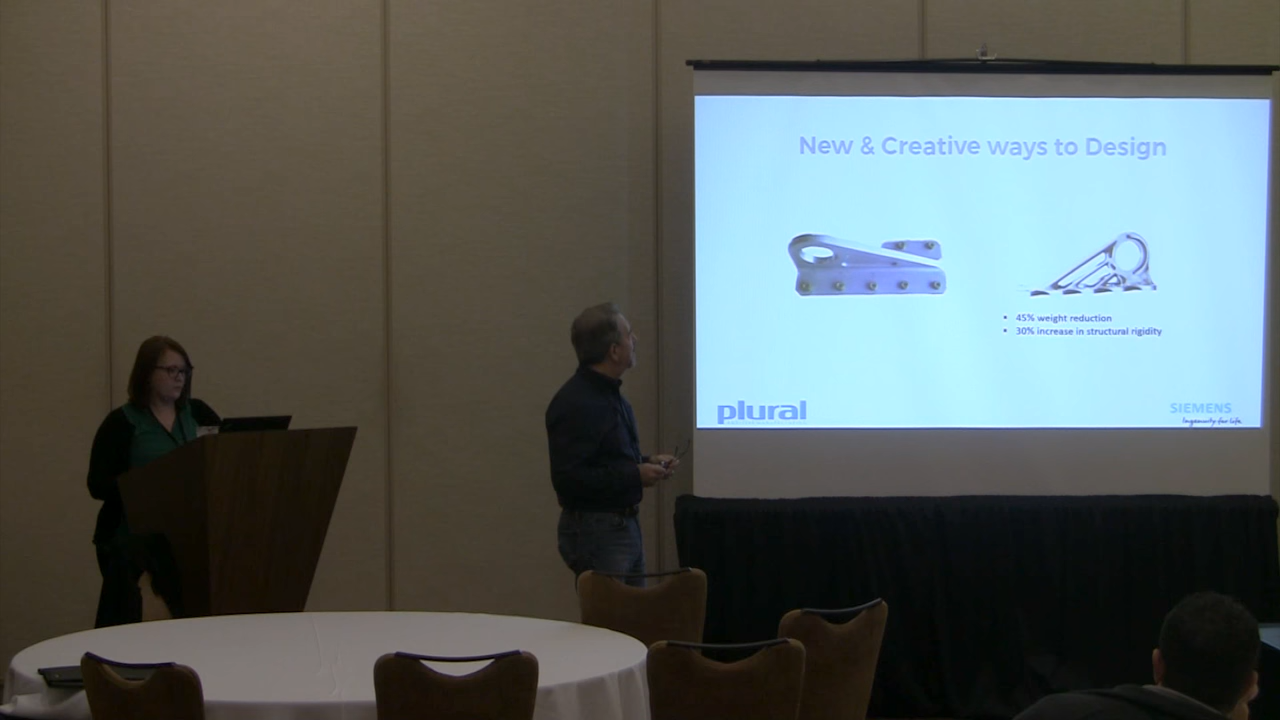 New & Creative ways to Design
• 45% weight reduction
• 30% increase in structural rigidity
plural
SIEMENS
Ingenuity for life